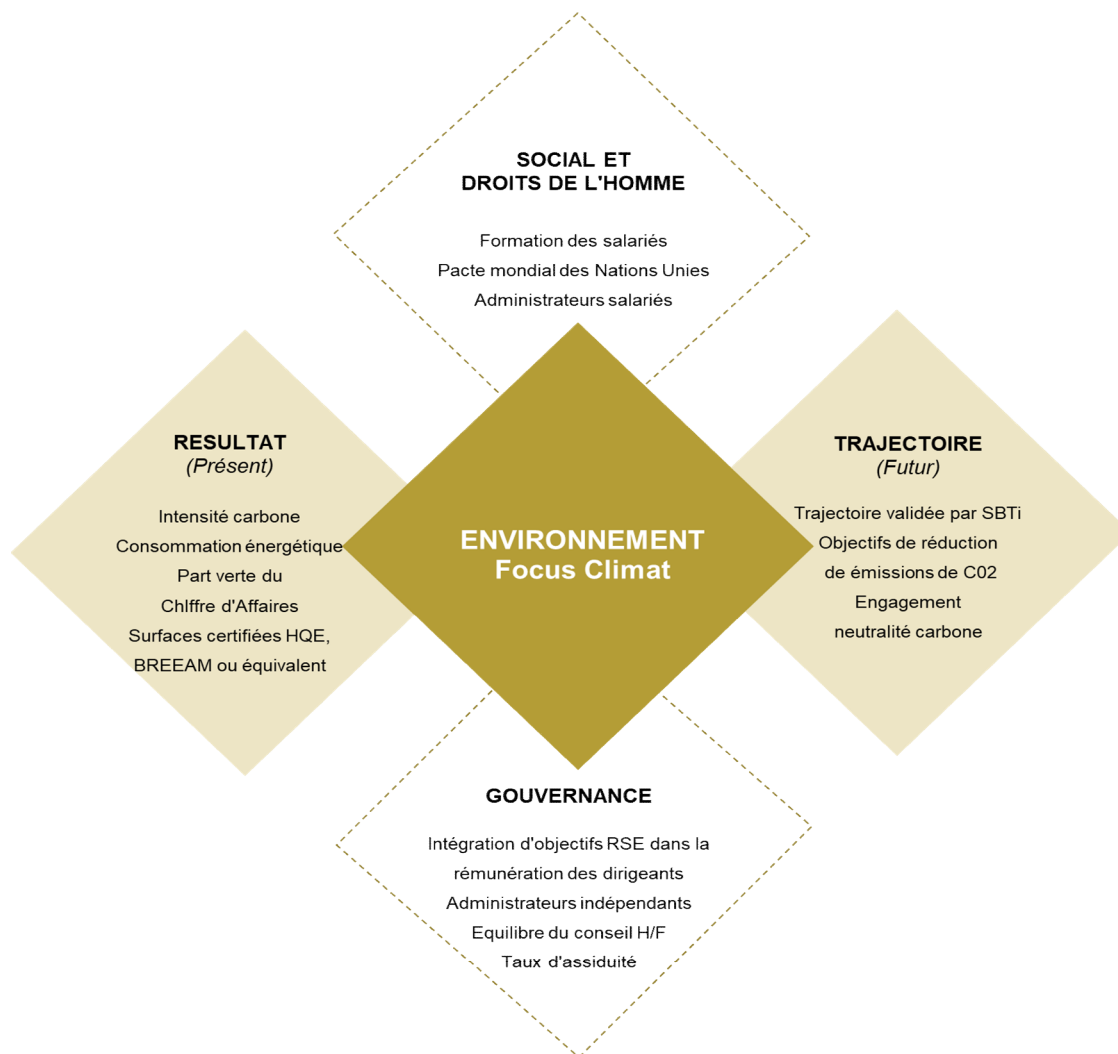 SOCIAL ET
DROITS DE L'HOMME
Formation des salariés
Pacte mondial des Nations Unies
Administrateurs salariés
RESULTAT
(Présent)
Intensité carbone
Consommation énergétique
Part verte du
ChIffre d'Affaires
Surfaces certifiées HQE,
BREEAM ou équivalent
ENVIRONNEMENT
Focus Climat
TRAJECTOIRE
(Futur)
Trajectoire validée par SBTi
Objectifs de réduction
de émissions de C02
Engagement
neutralité carbone
GOUVERNANCE
Intégration d'objectifs RSE dans la
rémunération des dirigeants
Administrateurs indépendants
Equilibre du conseil H/F
Taux d'assiduité